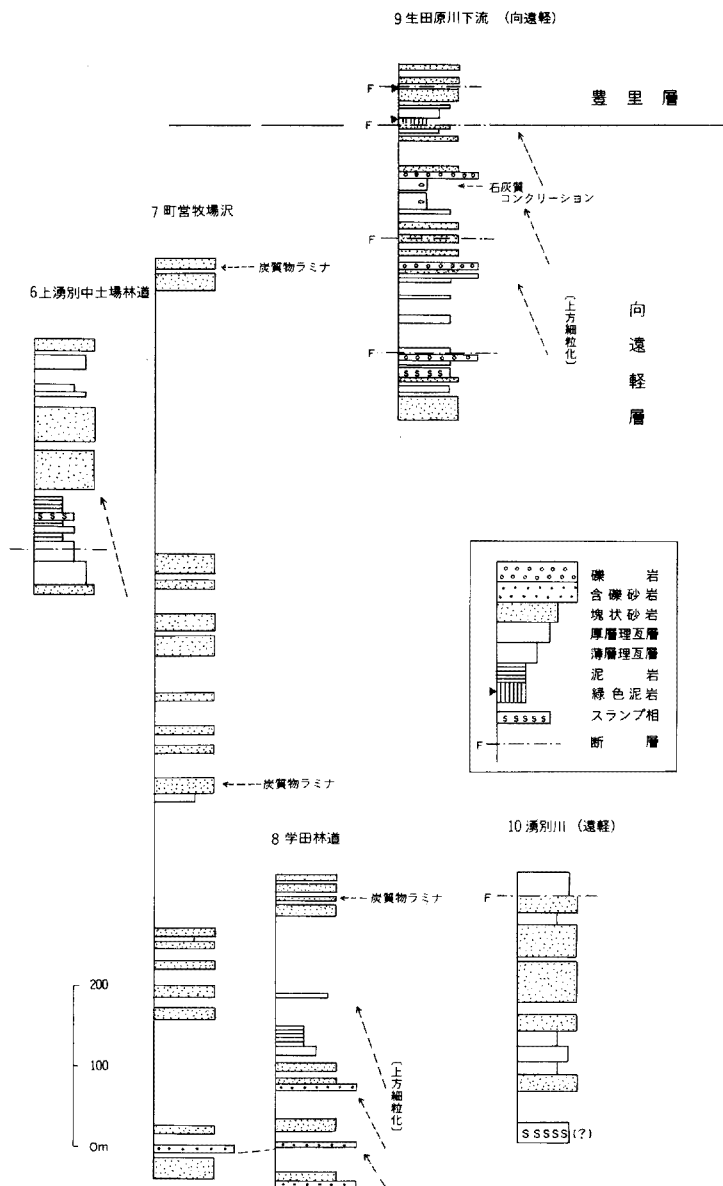 9 生田原川下流 (向遠軽)
F
豊里層
F
石灰質
コンクリーション
7 町営牧場沢
F
炭質物ラミナ
6 上湧別中土場林道
〔上方細粒化〕
向遠軽層
F
S S S S
S S S
礫岩
含礫砂岩
塊状砂岩
厚層理互層
薄層理互層
泥岩
緑色泥岩
S S S S S
スランプ相
F
断層
炭質物ラミナ
8 学田林道
10 湧別川 (遠軽)
炭質物ラミナ
F
200
100
〔上方細粒化〕
0m
S S S S S (?)